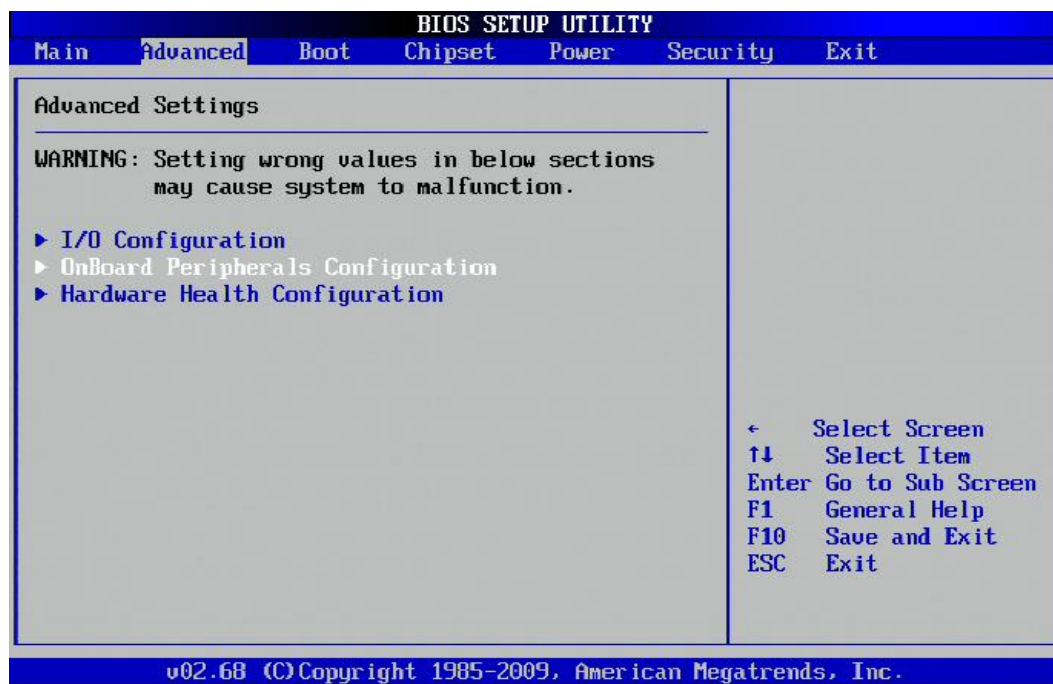 BIOS SETUP UTILITY
Main Advanced Boot Chipset Power Security Exit
Advanced Settings
WARNING: Setting wrong values in below sections
may cause system to malfunction.
▶ I/O Configuration
▶ OnBoard Peripherals Configuration
▶ Hardware Health Configuration
← Select Screen
↑↓ Select Item
Enter Go to Sub Screen
F1 General Help
F10 Save and Exit
ESC Exit
v02.68 (C)Copyright 1985-2009, American Megatrends, Inc.